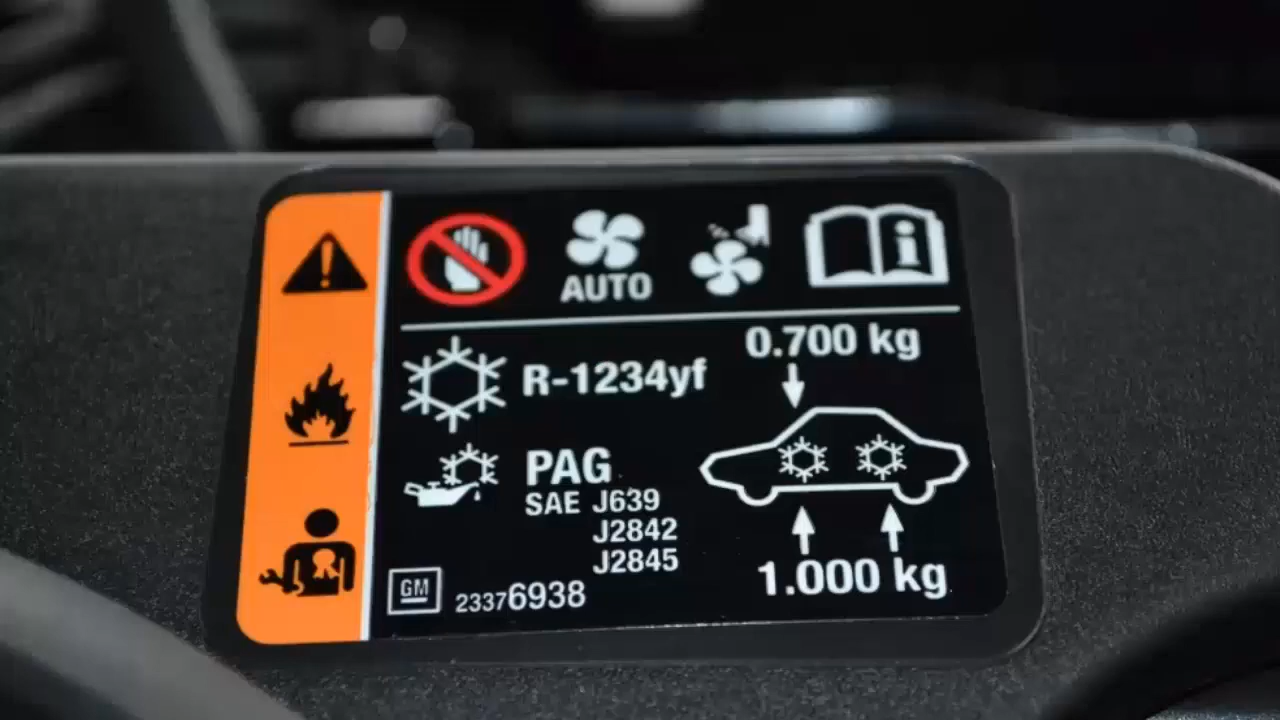 AUTO
i
0.700 kg
R-1234yf
PAG
SAE J639
J2842
J2845
1.000 kg
GM
23376938